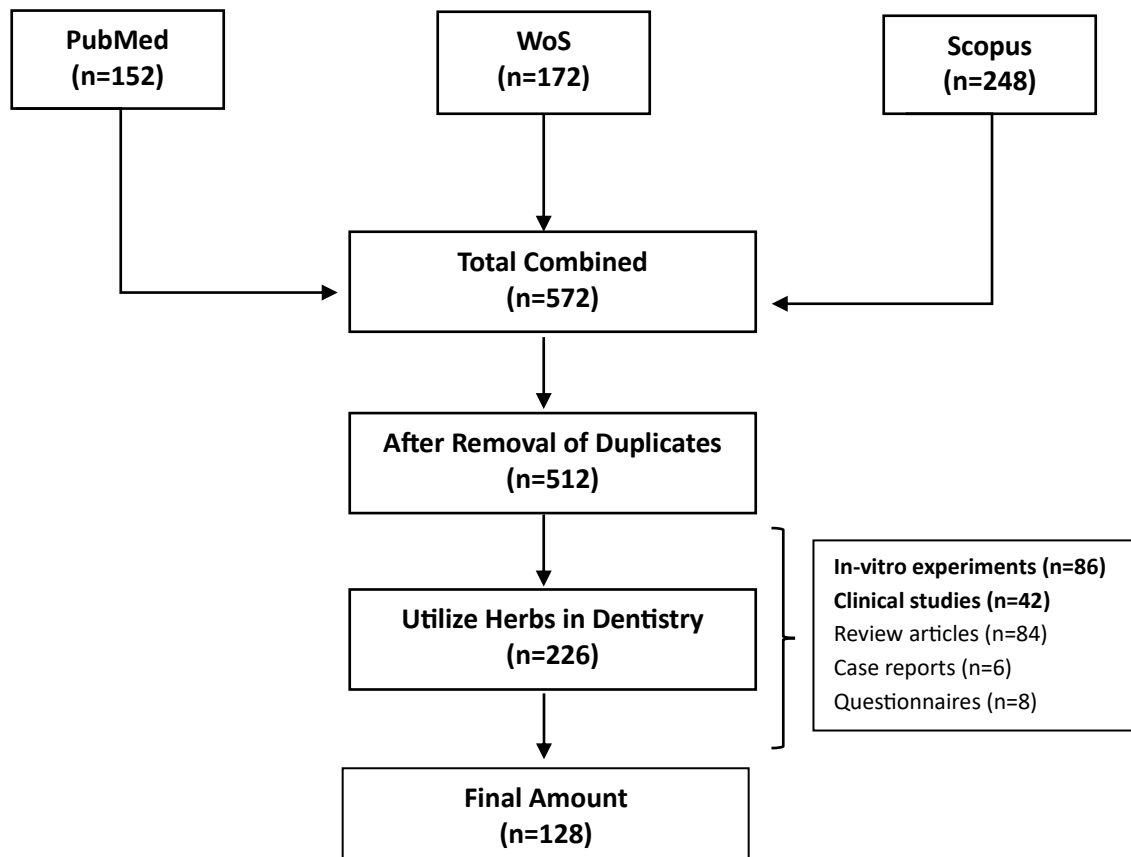 PubMed
(n=152)
WoS
(n=172)
Scopus
(n=248)
Total Combined
(n=572)
After Removal of Duplicates
(n=512)
Utilize Herbs in Dentistry
(n=226)
In-vitro experiments (n=86)
Clinical studies (n=42)
Review articles (n=84)
Case reports (n=6)
Questionnaires (n=8)
Final Amount
(n=128)